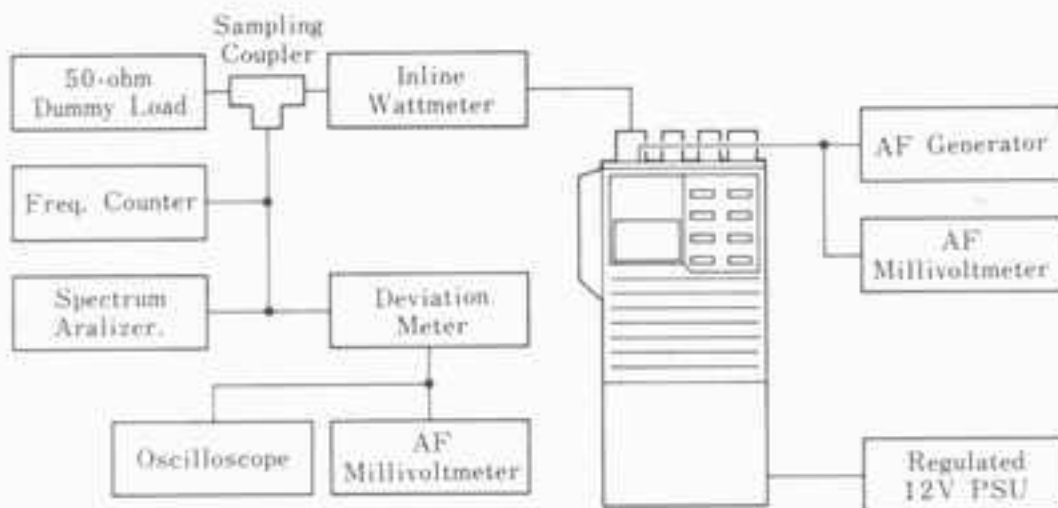 Sampling
Coupler
50-ohm
Dummy Load
Inline
Wattmeter
AF Generator
Freq. Counter
AF
Millivoltmeter
Spectrum
Aralizer.
Deviation
Meter
Oscilloscope
AF
Millivoltmeter
Regulated
12V PSU